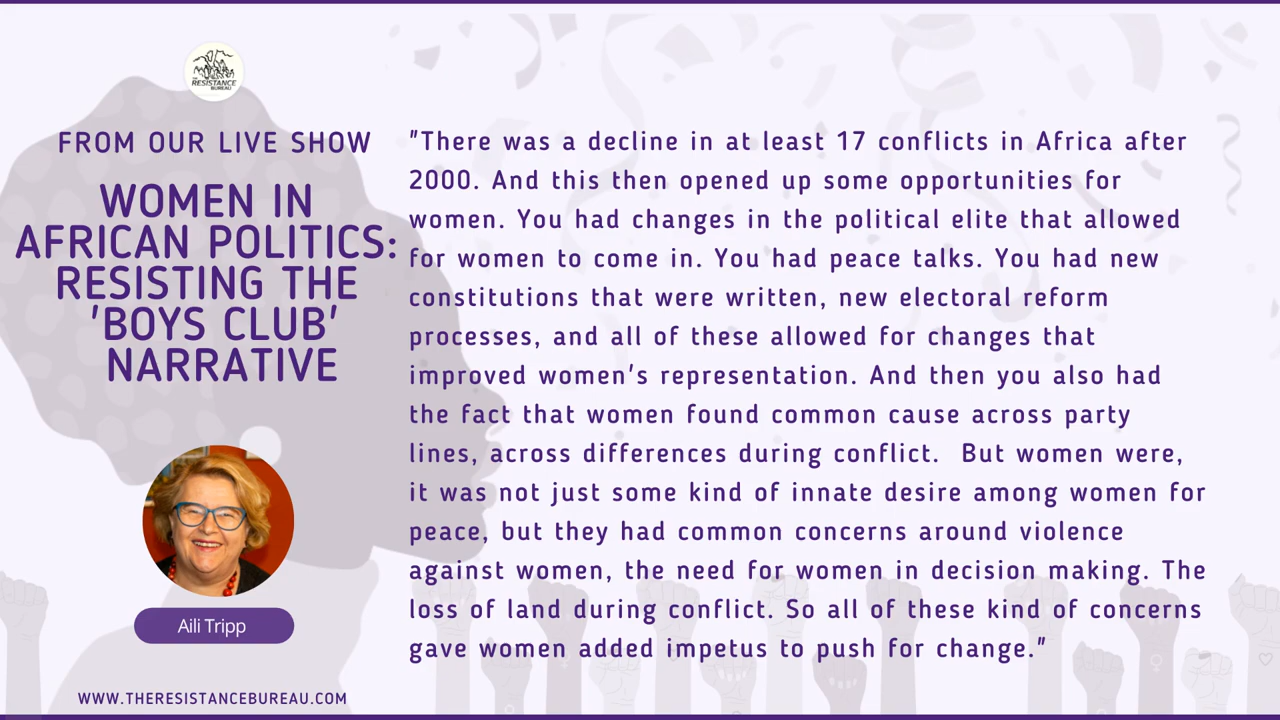 THE
RESISTANCE
BUREAU
FROM OUR LIVE SHOW
WOMEN IN
AFRICAN POLITICS:
RESISTING THE
'BOYS CLUB'
NARRATIVE
Aili Tripp
WWW.THERESISTANCEBUREAU.COM
"There was a decline in at least 17 conflicts in Africa after
2000. And this then opened up some opportunities for
women. You had changes in the political elite that allowed
for women to come in. You had peace talks. You had new
constitutions that were written, new electoral reform
processes, and all of these allowed for changes that
improved women's representation. And then you also had
the fact that women found common cause across party
lines, across differences during conflict.  But women were,
it was not just some kind of innate desire among women for
peace, but they had common concerns around violence
against women, the need for women in decision making. The
loss of land during conflict. So all of these kind of concerns
gave women added impetus to push for change."